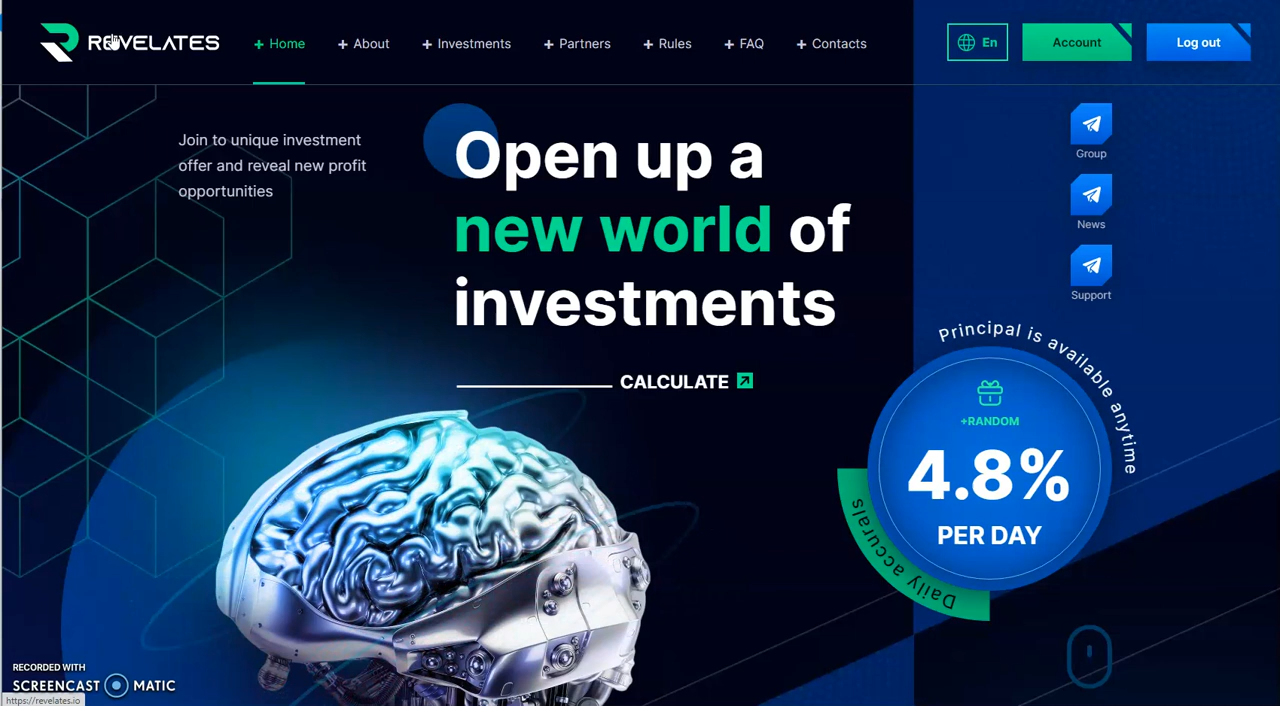 REVELATES
+ Home
+ About
+ Investments
+ Partners
+ Rules
+ FAQ
+ Contacts
En
Account
Log out
Join to unique investment
offer and reveal new profit
opportunities
Open up a
new world of
investments
CALCULATE
Group
News
Support
Principal is available anytime
+RANDOM
4.8%
PER DAY
Daily accurals
RECORDED WITH
SCREENCAST MATIC
https://revelates.io